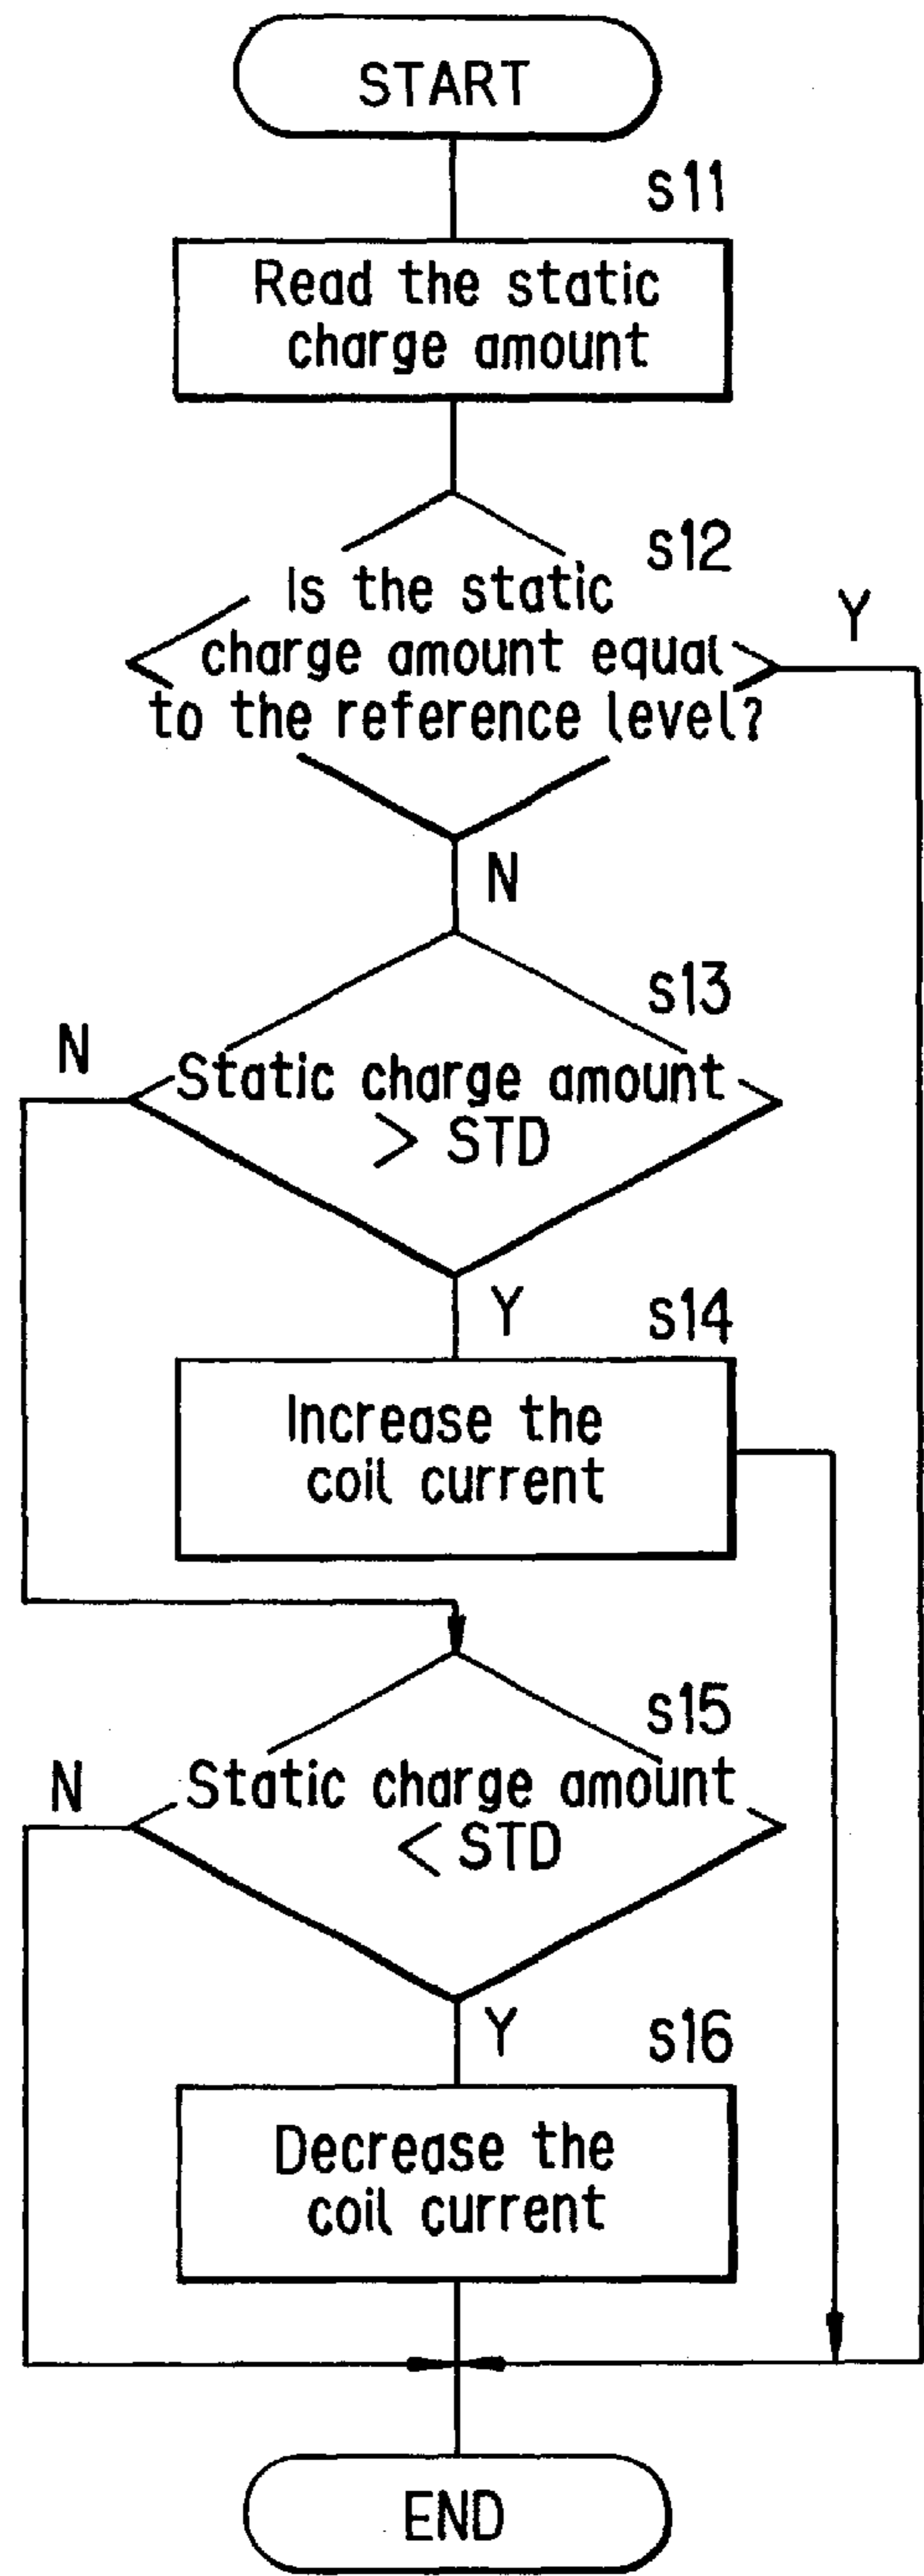 START
s11
Read the static
charge amount
s12
Is the static
charge amount equal
to the reference level?
Y
N
s13
N
Static charge amount
> STD
Y
s14
Increase the
coil current
s15
N
Static charge amount
< STD
Y
s16
Decrease the
coil current
END